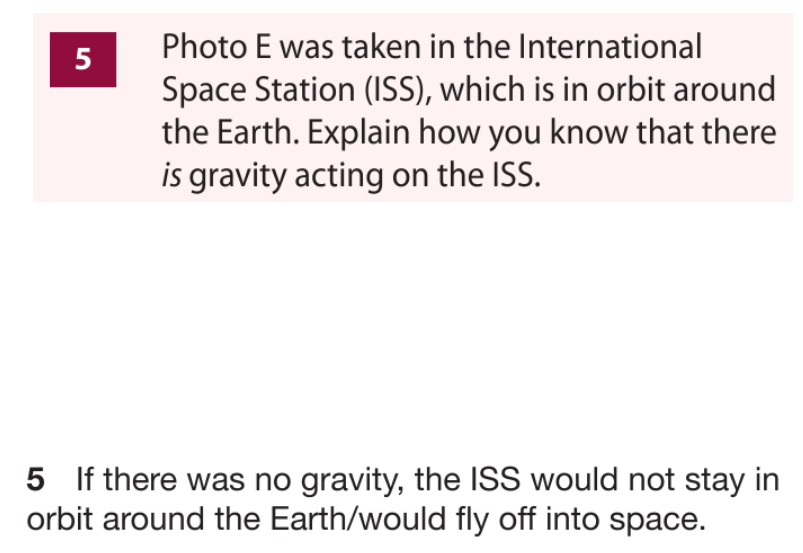 5 Photo E was taken in the International
Space Station (ISS), which is in orbit around
the Earth. Explain how you know that there
is gravity acting on the ISS.
5 If there was no gravity, the ISS would not stay in
orbit around the Earth/would fly off into space.